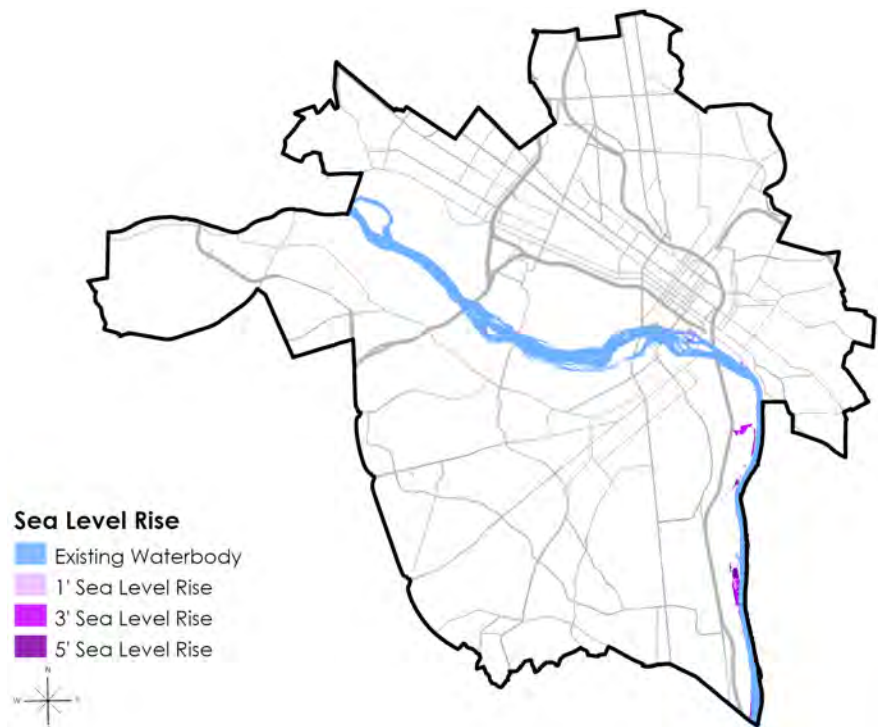 Sea Level Rise
Existing Waterbody
1' Sea Level Rise
3' Sea Level Rise
5' Sea Level Rise
N
W